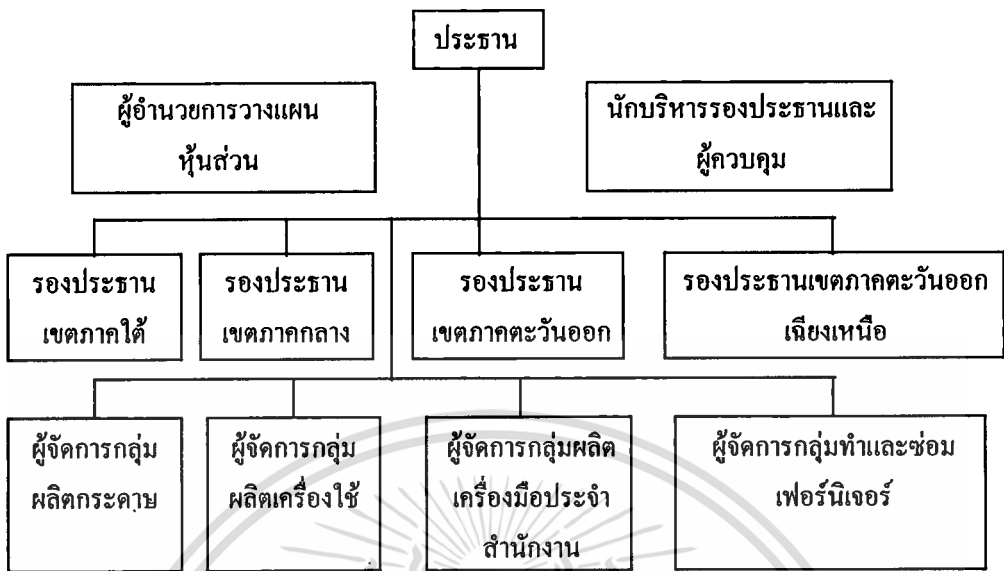 ประธาน
ผู้อำนวยการวางแผน
หุ้นส่วน
นักบริหารรองประธานและ
ผู้ควบคุม
รองประธาน
เขตภาคใต้
รองประธาน
เขตภาคกลาง
รองประธาน
เขตภาคตะวันออก
รองประธานเขตภาคตะวันออก
เฉียงเหนือ
ผู้จัดการกลุ่ม
ผลิตกระดาษ
ผู้จัดการกลุ่ม
ผลิตเครื่องใช้
ผู้จัดการกลุ่มผลิต
เครื่องมือประจำ
สำนักงาน
ผู้จัดการกลุ่มทำและซ่อม
เฟอร์นิเจอร์